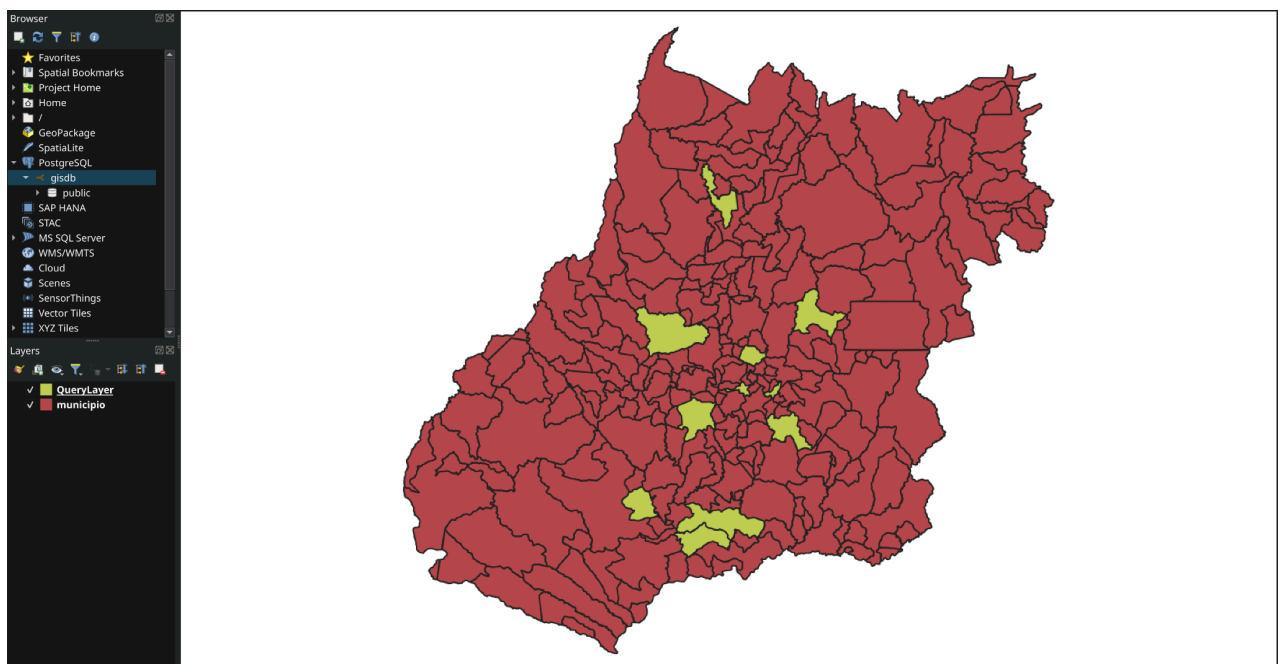 Browser
Favorites
Spatial Bookmarks
Project Home
Home
/
GeoPackage
SpatiaLite
PostgreSQL
gisdb
public
SAP HANA
STAC
MS SQL Server
WMS/WMTS
Cloud
Scenes
SensorThings
Vector Tiles
XYZ Tiles
Layers
QueryLayer
municipio